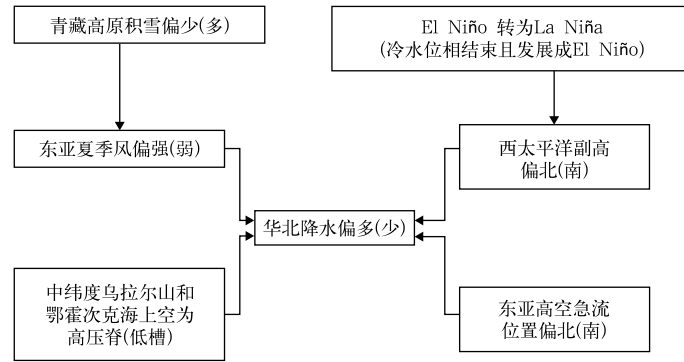 青藏高原积雪偏少(多)
El Niño 转为La Niña
(冷水位相结束且发展成El Niño)
东亚夏季风偏强(弱)
西太平洋副高
偏北(南)
华北降水偏多(少)
中纬度乌拉尔山和
鄂霍次克海上空为
高压脊(低槽)
东亚高空急流
位置偏北(南)